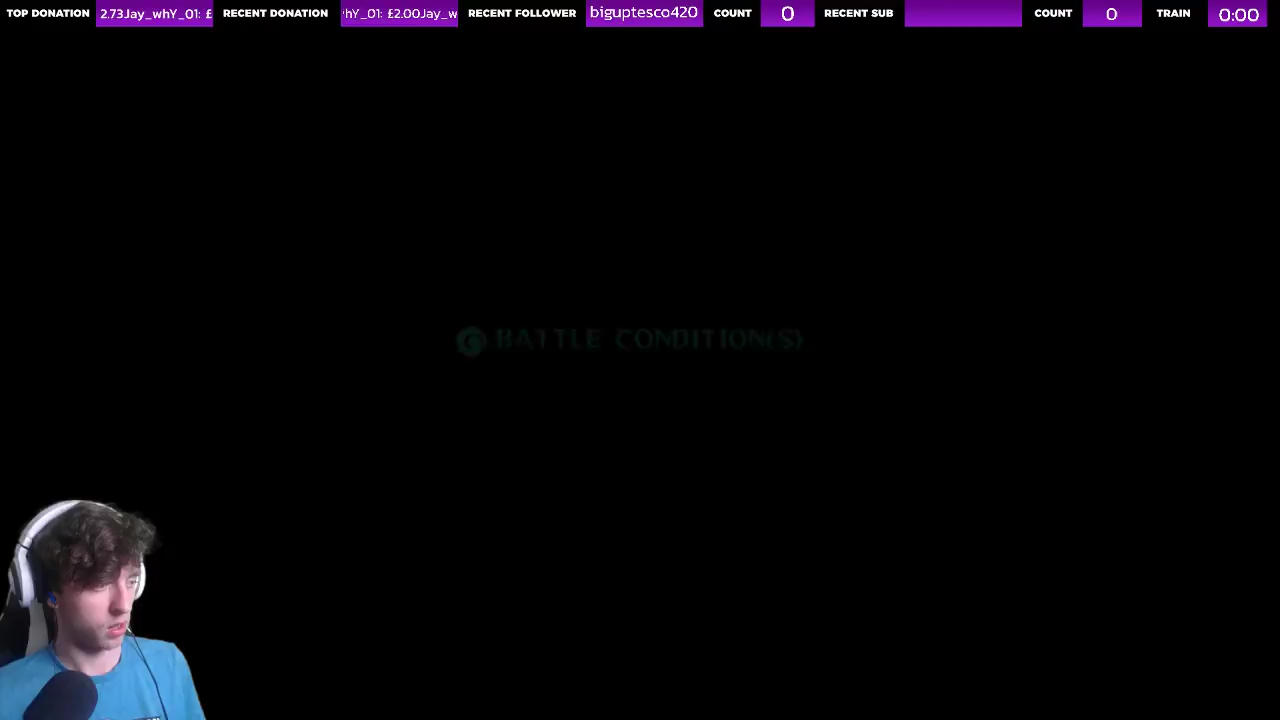 TOP DONATION 2.73Jay_whY_01: £ RECENT DONATION hY_01: £2.00Jay_w RECENT FOLLOWER biguptesco420 COUNT 0 RECENT SUB COUNT 0 TRAIN 0:00
BATTLE CONDITION(S)